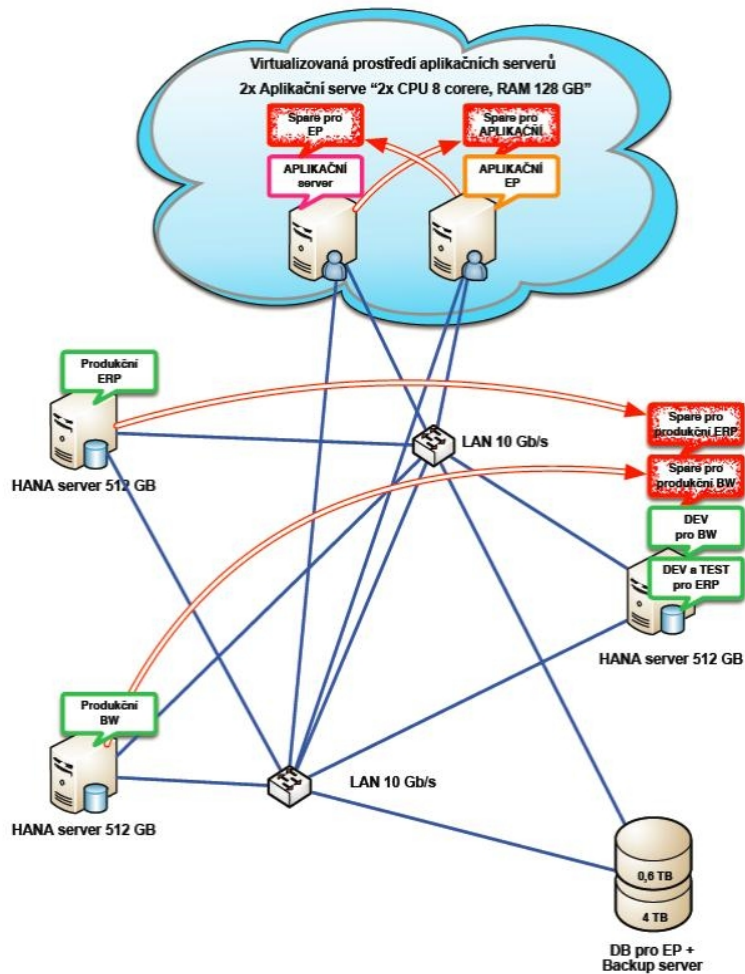 Virtualizovaná prostředí aplikačních serverů
2x Aplikační serve "2x CPU 8 corere, RAM 128 GB"
Spare pro
EP
Spare pro
APLIKAČŇÍ
APLIKAČNÍ
server
APLIKAČNÍ
EP
Produkční
ERP
HANA server 512 GB
LAN 10 Gb/s
Spare pro
produkční ERP
Spare pro
produkční BW
DEV
pro BW
DEV a TEST
pro ERP
HANA server 512 GB
Produkční
BW
HANA server 512 GB
LAN 10 Gb/s
0,6 TB
4 TB
DB pro EP +
Backup server